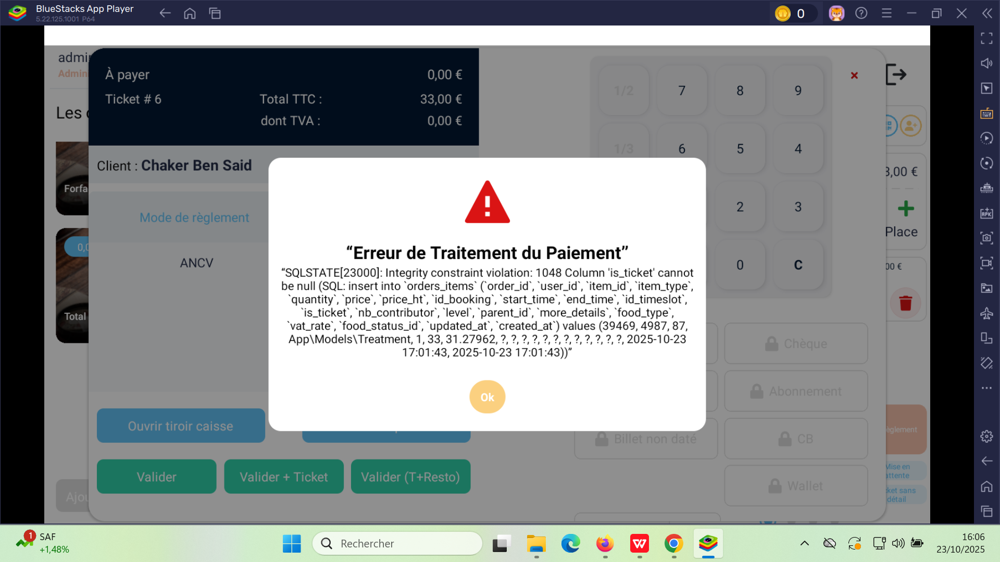 BlueStacks App Player
5.22.125.1001 P64
0
admin
Admini
À payer 0,00 €
Ticket # 6 Total TTC : 33,00 €
dont TVA : 0,00 €
Client : Chaker Ben Said
Les
Forfa
0,0
Total
Mode de règlement
ANCV
Ouvrir tiroir caisse
Valider
Valider + Ticket
Valider (T+Resto)
Ajou
“Erreur de Traitement du Paiement”
“SQLSTATE[23000]: Integrity constraint violation: 1048 Column 'is_ticket' cannot
be null (SQL: insert into `orders_items` (`order_id`, `user_id`, `item_id`, `item_type`,
`quantity`, `price`, `price_ht`, `id_booking`, `start_time`, `end_time`, `id_timeslot`,
`is_ticket`, `nb_contributor`, `level`, `parent_id`, `more_details`, `food_type`,
`vat_rate`, `food_status_id`, `updated_at`, `created_at`) values (39469, 4987, 87,
App\Models\Treatment, 1, 33, 31.27962, ?, ?, ?, ?, ?, ?, ?, ?, ?, ?, ?, ?, 2025-10-23
17:01:43, 2025-10-23 17:01:43))”
Ok
1/2 7 8 9
1/3 6 5 4
2 3
0 C
Chèque
Abonnement
Billet non daté
CB
Wallet
3,00 €
Place
00 €
èglement
Mise en
attente
ket sans
détail
1
SAF
+1,48%
Rechercher
16:06
23/10/2025